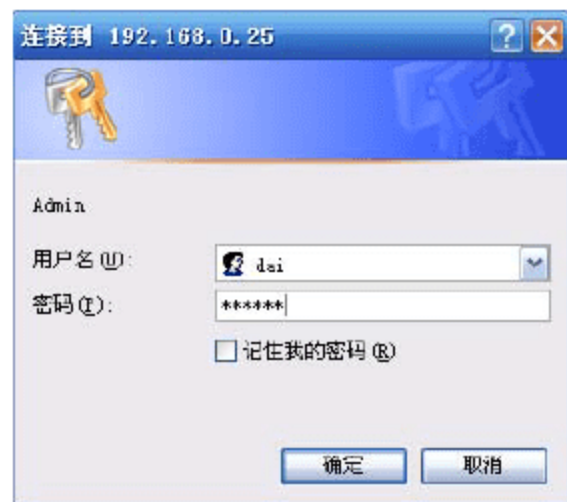 连接到 192.168.0.25
Admin
用户名(U): dai
密码(P): ******
记住我的密码(R)
确定 取消